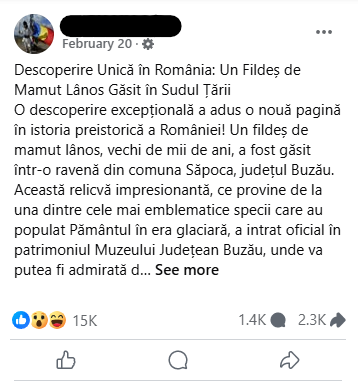 February 20 ·
Descoperire Unică în România: Un Fildeș de
Mamut Lânos Găsit în Sudul Țării
O descoperire excepțională a adus o nouă pagină
în istoria preistorică a României! Un fildeș de
mamut lânos, vechi de mii de ani, a fost găsit
într-o ravenă din comuna Săpoca, județul Buzău.
Această relicvă impresionantă, ce provine de la
una dintre cele mai emblematice specii care au
populat Pământul în era glaciară, a intrat oficial în
patrimoniul Muzeului Județean Buzău, unde va
putea fi admirată d... See more
15K
1.4K
2.3K